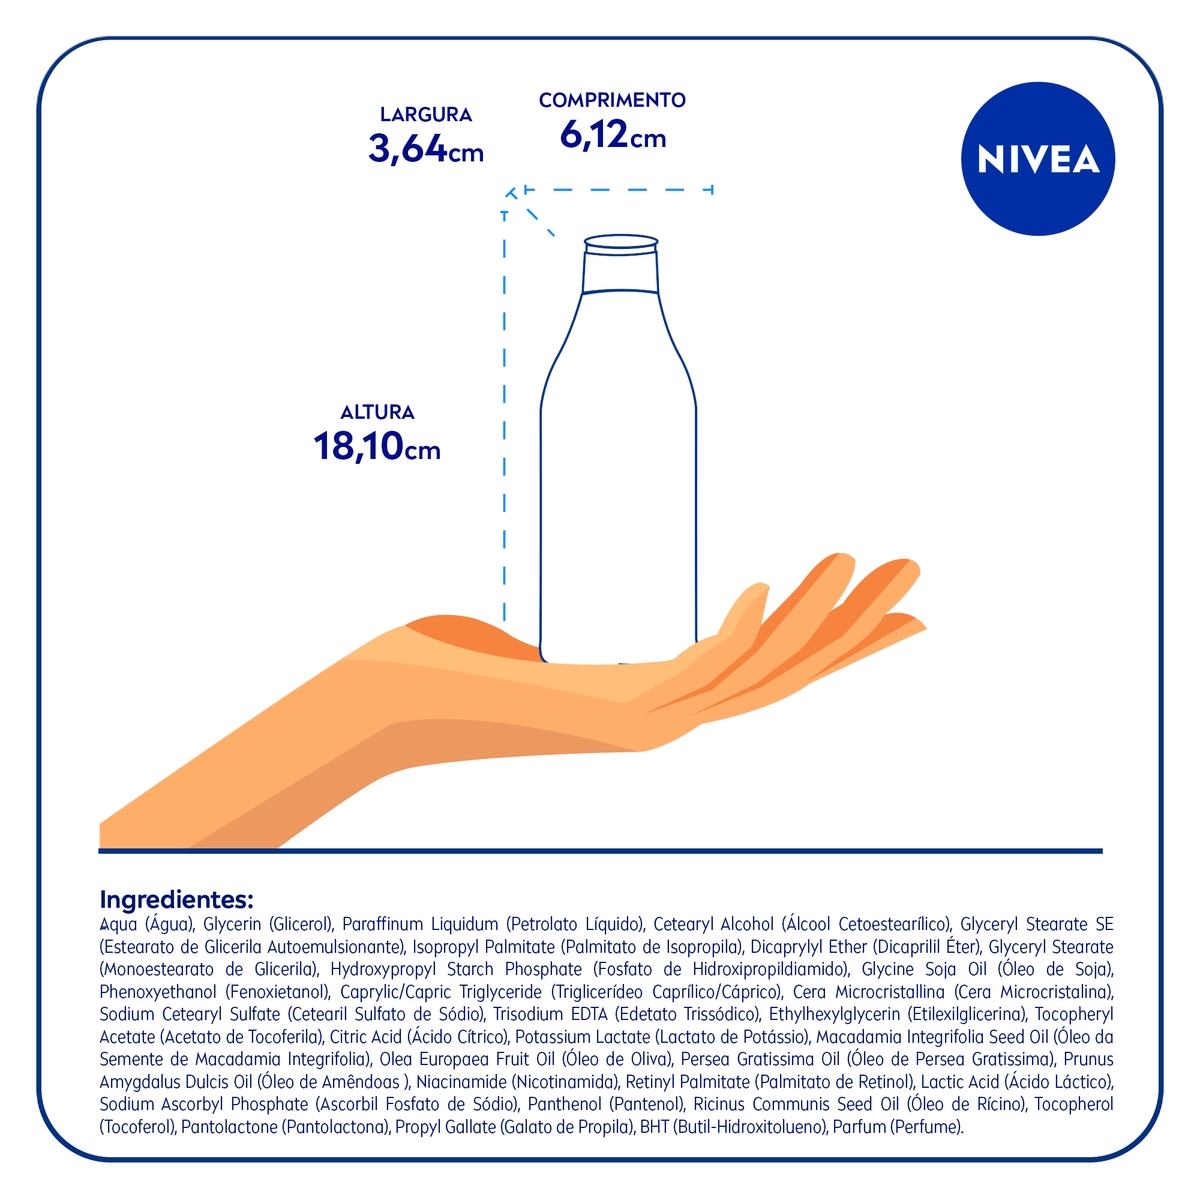 LARGURA
3,64cm
COMPRIMENTO
6,12cm
NIVEA
ALTURA
18,10cm
Ingredientes:
Aqua (Água), Glycerin (Glicerol), Paraffinum Liquidum (Petrolato Líquido), Cetearyl Alcohol (Álcool Cetoestearílico), Glyceryl Stearate SE
(Estearato de Glicerila Autoemulsionante), Isopropyl Palmitate (Palmitato de Isopropila), Dicaprylyl Ether (Dicaprilil Éter), Glyceryl Stearate
(Monoestearato de Glicerila), Hydroxypropyl Starch Phosphate (Fosfato de Hidroxipropildiamido), Glycine Soja Oil (Óleo de Soja),
Phenoxyethanol (Fenoxietanol), Caprylic/Capric Triglyceride (Triglicerídeo Caprílico/Cáprico), Cera Microcristallina (Cera Microcristalina),
Sodium Cetearyl Sulfate (Cetearil Sulfato de Sódio), Trisodium EDTA (Edetato Trissódico), Ethylhexylglycerin (Etilexilglicerina), Tocopheryl
Acetate (Acetato de Tocoferila), Citric Acid (Ácido Cítrico), Potassium Lactate (Lactato de Potássio), Macadamia Integrifolia Seed Oil (Óleo da
Semente de Macadamia Integrifolia), Olea Europaea Fruit Oil (Óleo de Oliva), Persea Gratissima Oil (Óleo de Persea Gratissima), Prunus
Amygdalus Dulcis Oil (Óleo de Amêndoas ), Niacinamide (Nicotinamida), Retinyl Palmitate (Palmitato de Retinol), Lactic Acid (Ácido Láctico),
Sodium Ascorbyl Phosphate (Ascorbil Fosfato de Sódio), Panthenol (Pantenol), Ricinus Communis Seed Oil (Óleo de Rícino), Tocopherol
(Tocoferol), Pantolactone (Pantolactona), Propyl Gallate (Galato de Propila), BHT (Butil-Hidroxitolueno), Parfum (Perfume).